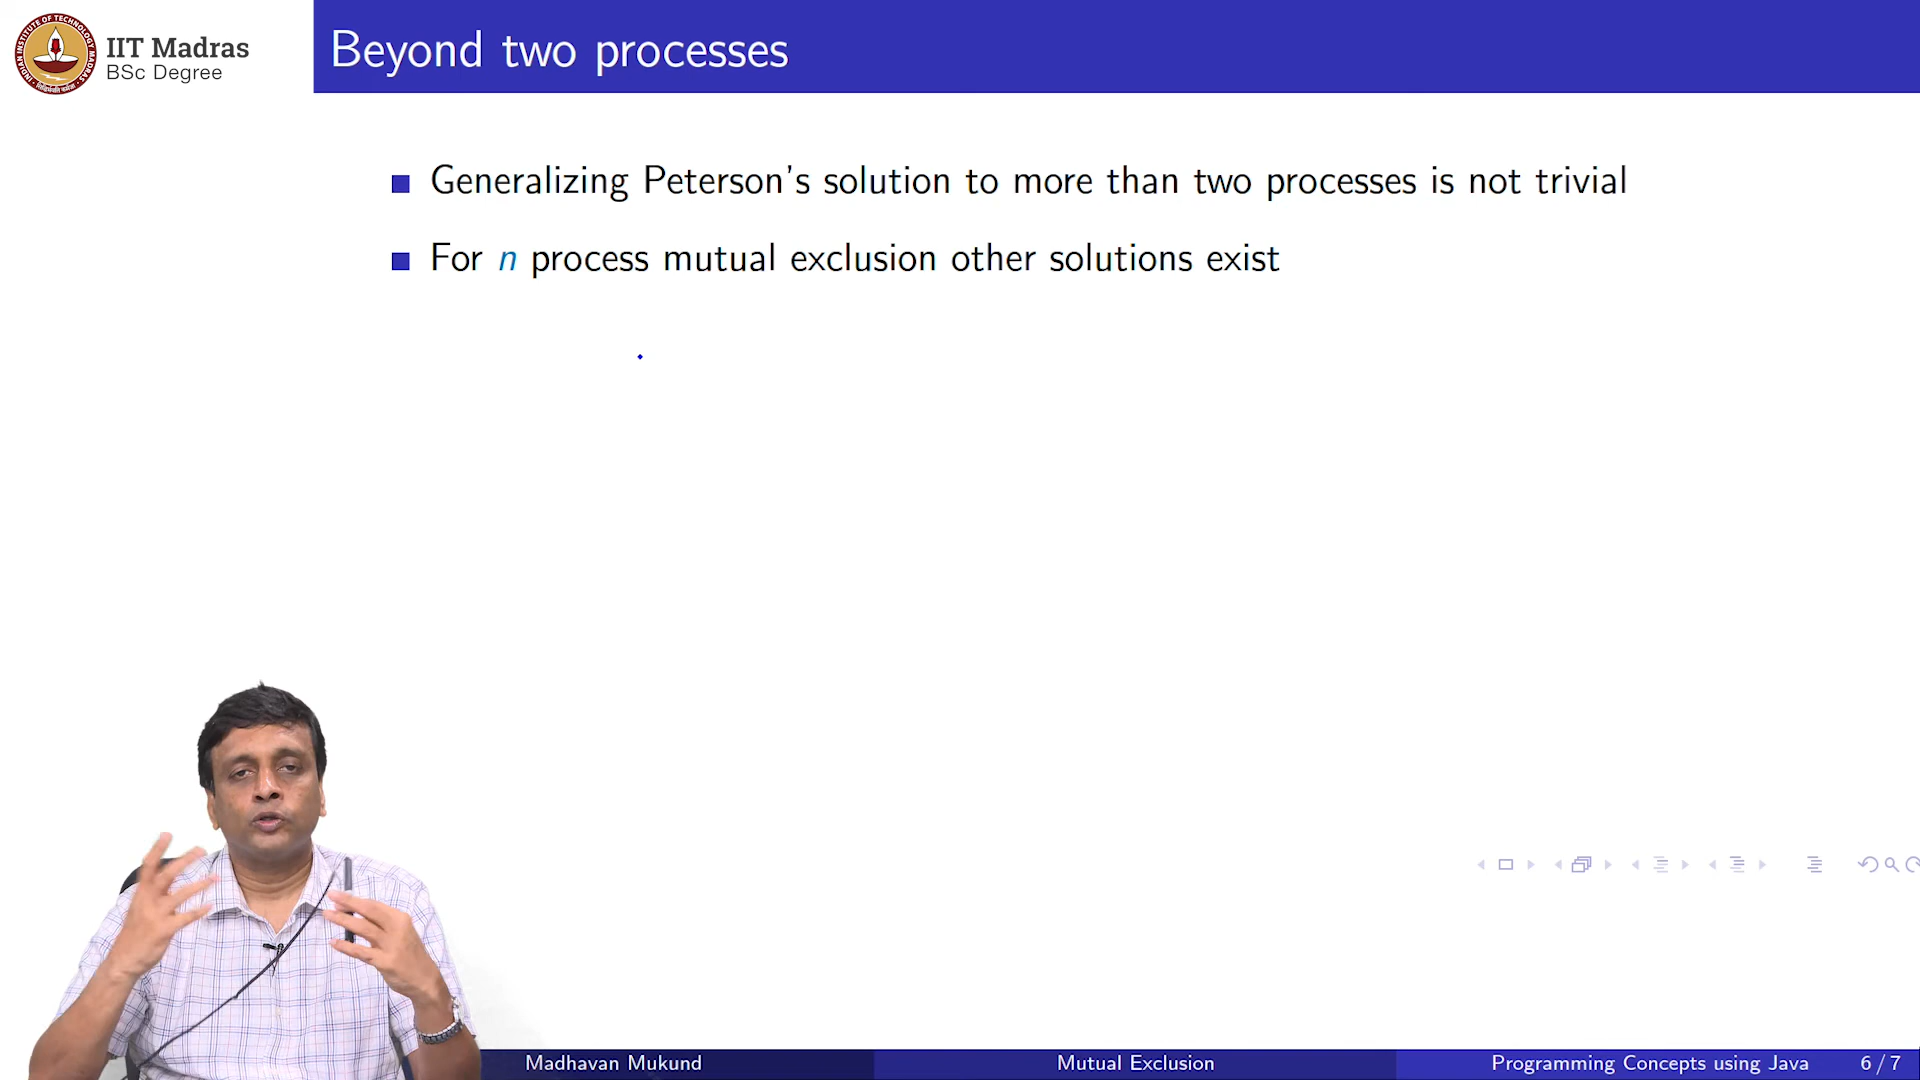 IIT Madras
BSc Degree
Beyond two processes
Generalizing Peterson's solution to more than two processes is not trivial
For n process mutual exclusion other solutions exist
Madhavan Mukund
Mutual Exclusion
Programming Concepts using Java
6 / 7